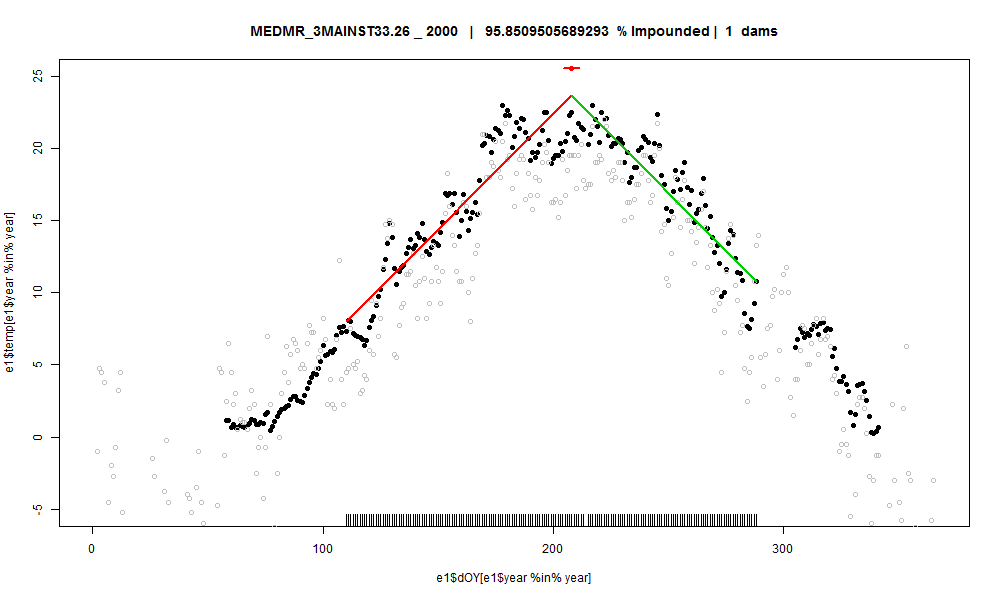 MEDMR_3MAINST33.26 _ 2000 | 95.8509505689293 % Impounded | 1 dams
25
20
15
10
5
0
-5
e1$temp[e1$year %in% year]
0 100 200 300
e1$dOY[e1$year %in% year]